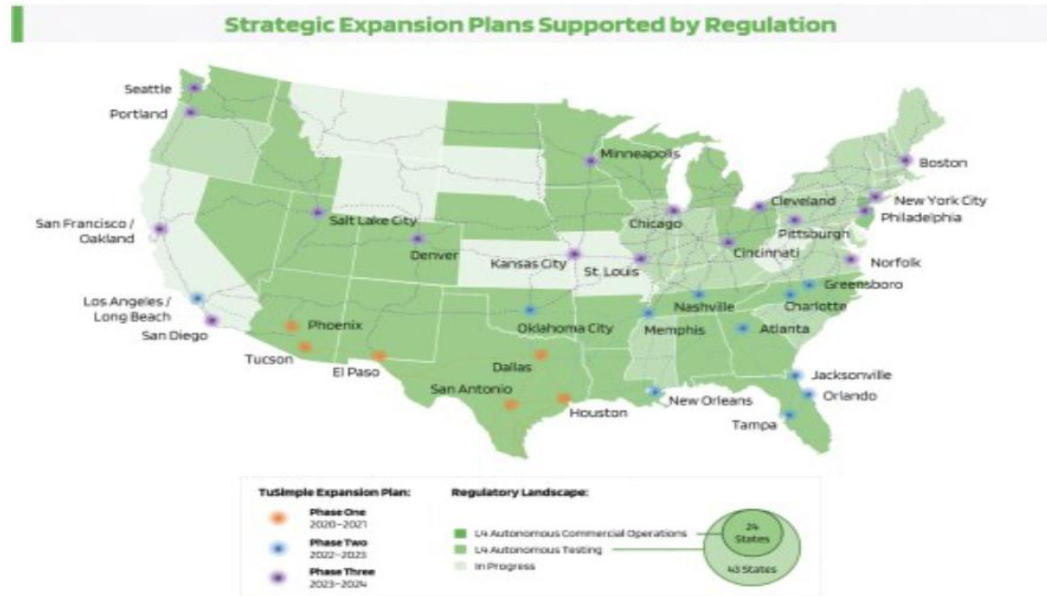 Strategic Expansion Plans Supported by Regulation
Seattle
Portland
Minneapolis
Boston
Cleveland
New York City
Philadelphia
San Francisco /
Oakland
Salt Lake City
Chicago
Pittsburgh
Denver
Kansas City
St. Louis
Cincinnati
Norfolk
Greensboro
Los Angeles /
Long Beach
San Diego
Phoenix
Oklahoma City
Nashville
Memphis
Charlotte
Atlanta
Tucson
El Paso
Dallas
San Antonio
Houston
New Orleans
Jacksonville
Orlando
Tampa
TuSimple Expansion Plan:
Phase One
2020-2021
Phase Two
2022-2023
Phase Three
2023-2024
Regulatory Landscape:
L4 Autonomous Commercial Operations
L4 Autonomous Testing
In Progress
24
States
43 States